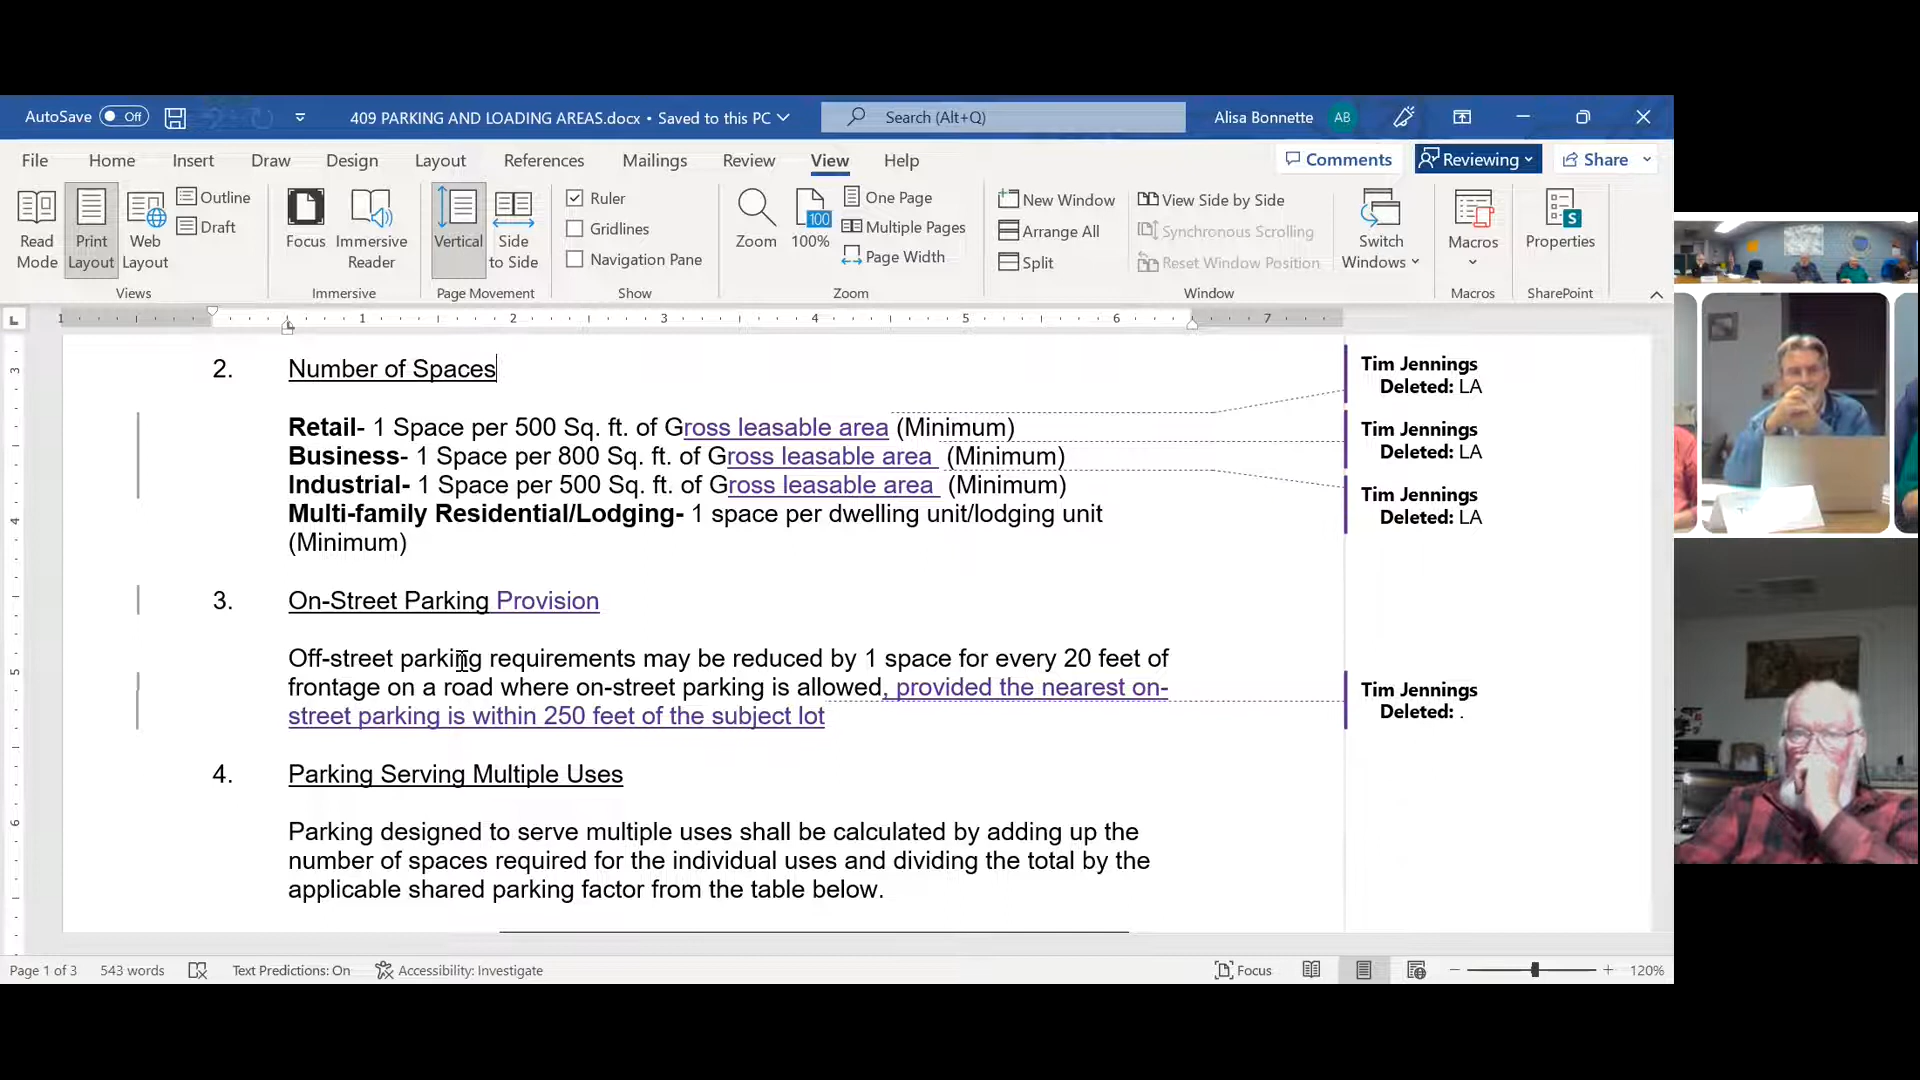 AutoSave Off 409 PARKING AND LOADING AREAS.docx • Saved to this PC Search (Alt+Q) Alisa Bonnette AB
File Home Insert Draw Design Layout References Mailings Review View Help Comments Reviewing Share
Read Mode
Print Layout
Web Layout
Outline
Draft
Views
Focus
Immersive Reader
Immersive
Vertical
Side to Side
Page Movement
Ruler
Gridlines
Navigation Pane
Show
Zoom
100
100%
One Page
Multiple Pages
Page Width
Zoom
New Window
Arrange All
Split
View Side by Side
Synchronous Scrolling
Reset Window Position
Switch Windows
Window
Macros
Macros
S
Properties
SharePoint
L
1 1 2 3 4 5 6 7
3
4
5
6
2. Number of Spaces
Retail- 1 Space per 500 Sq. ft. of Gross leasable area (Minimum)
Business- 1 Space per 800 Sq. ft. of Gross leasable area (Minimum)
Industrial- 1 Space per 500 Sq. ft. of Gross leasable area (Minimum)
Multi-family Residential/Lodging- 1 space per dwelling unit/lodging unit
(Minimum)
3. On-Street Parking Provision
Off-street parking requirements may be reduced by 1 space for every 20 feet of
frontage on a road where on-street parking is allowed, provided the nearest on-
street parking is within 250 feet of the subject lot
4. Parking Serving Multiple Uses
Parking designed to serve multiple uses shall be calculated by adding up the
number of spaces required for the individual uses and dividing the total by the
applicable shared parking factor from the table below.
Tim Jennings
Deleted: LA
Tim Jennings
Deleted: LA
Tim Jennings
Deleted: LA
Tim Jennings
Deleted: .
Page 1 of 3 543 words Text Predictions: On Accessibility: Investigate Focus 120%